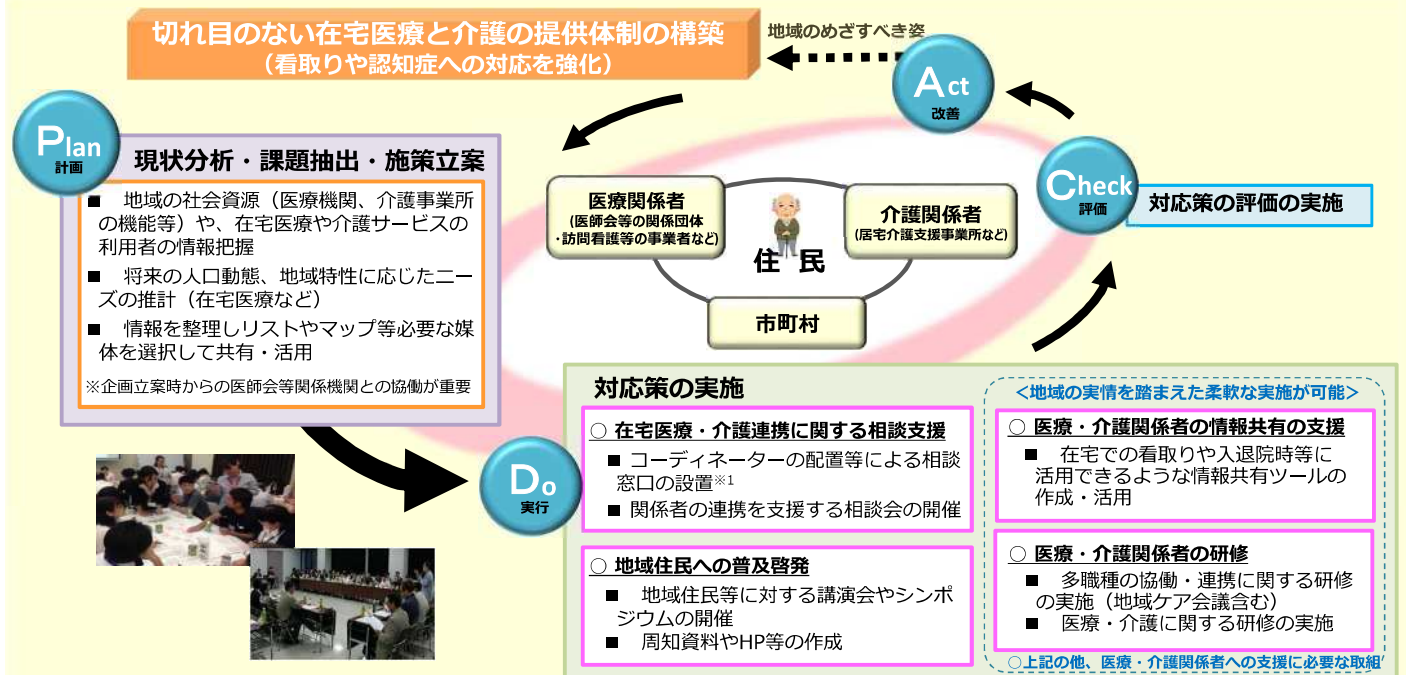 切れ目のない在宅医療と介護の提供体制の構築
（看取りや認知症への対応を強化）
地域のめざすべき姿
Act
改善
Plan
計画
現状分析・課題抽出・施策立案
■ 地域の社会資源（医療機関、介護事業所
の機能等）や、在宅医療や介護サービスの
利用者の情報把握
■ 将来の人口動態、地域特性に応じたニー
ズの推計（在宅医療など）
■ 情報を整理しリストやマップ等必要な媒
体を選択して共有・活用
※企画立案時からの医師会等関係機関との協働が重要
医療関係者
（医師会等の関係団体
・訪問看護等の事業者など）
介護関係者
（居宅介護支援事業所など）
住 民
市町村
Check
評価
対応策の評価の実施
Do
実行
対応策の実施
○ 在宅医療・介護連携に関する相談支援
■ コーディネーターの配置等による相談
窓口の設置※1
■ 関係者の連携を支援する相談会の開催
○ 地域住民への普及啓発
■ 地域住民等に対する講演会やシンポ
ジウムの開催
■ 周知資料やHP等の作成
＜地域の実情を踏まえた柔軟な実施が可能＞
○ 医療・介護関係者の情報共有の支援
■ 在宅での看取りや入退院時等に
活用できるような情報共有ツールの
作成・活用
○ 医療・介護関係者の研修
■ 多職種の協働・連携に関する研修
の実施（地域ケア会議含む）
■ 医療・介護に関する研修の実施
○上記の他、医療・介護関係者への支援に必要な取組